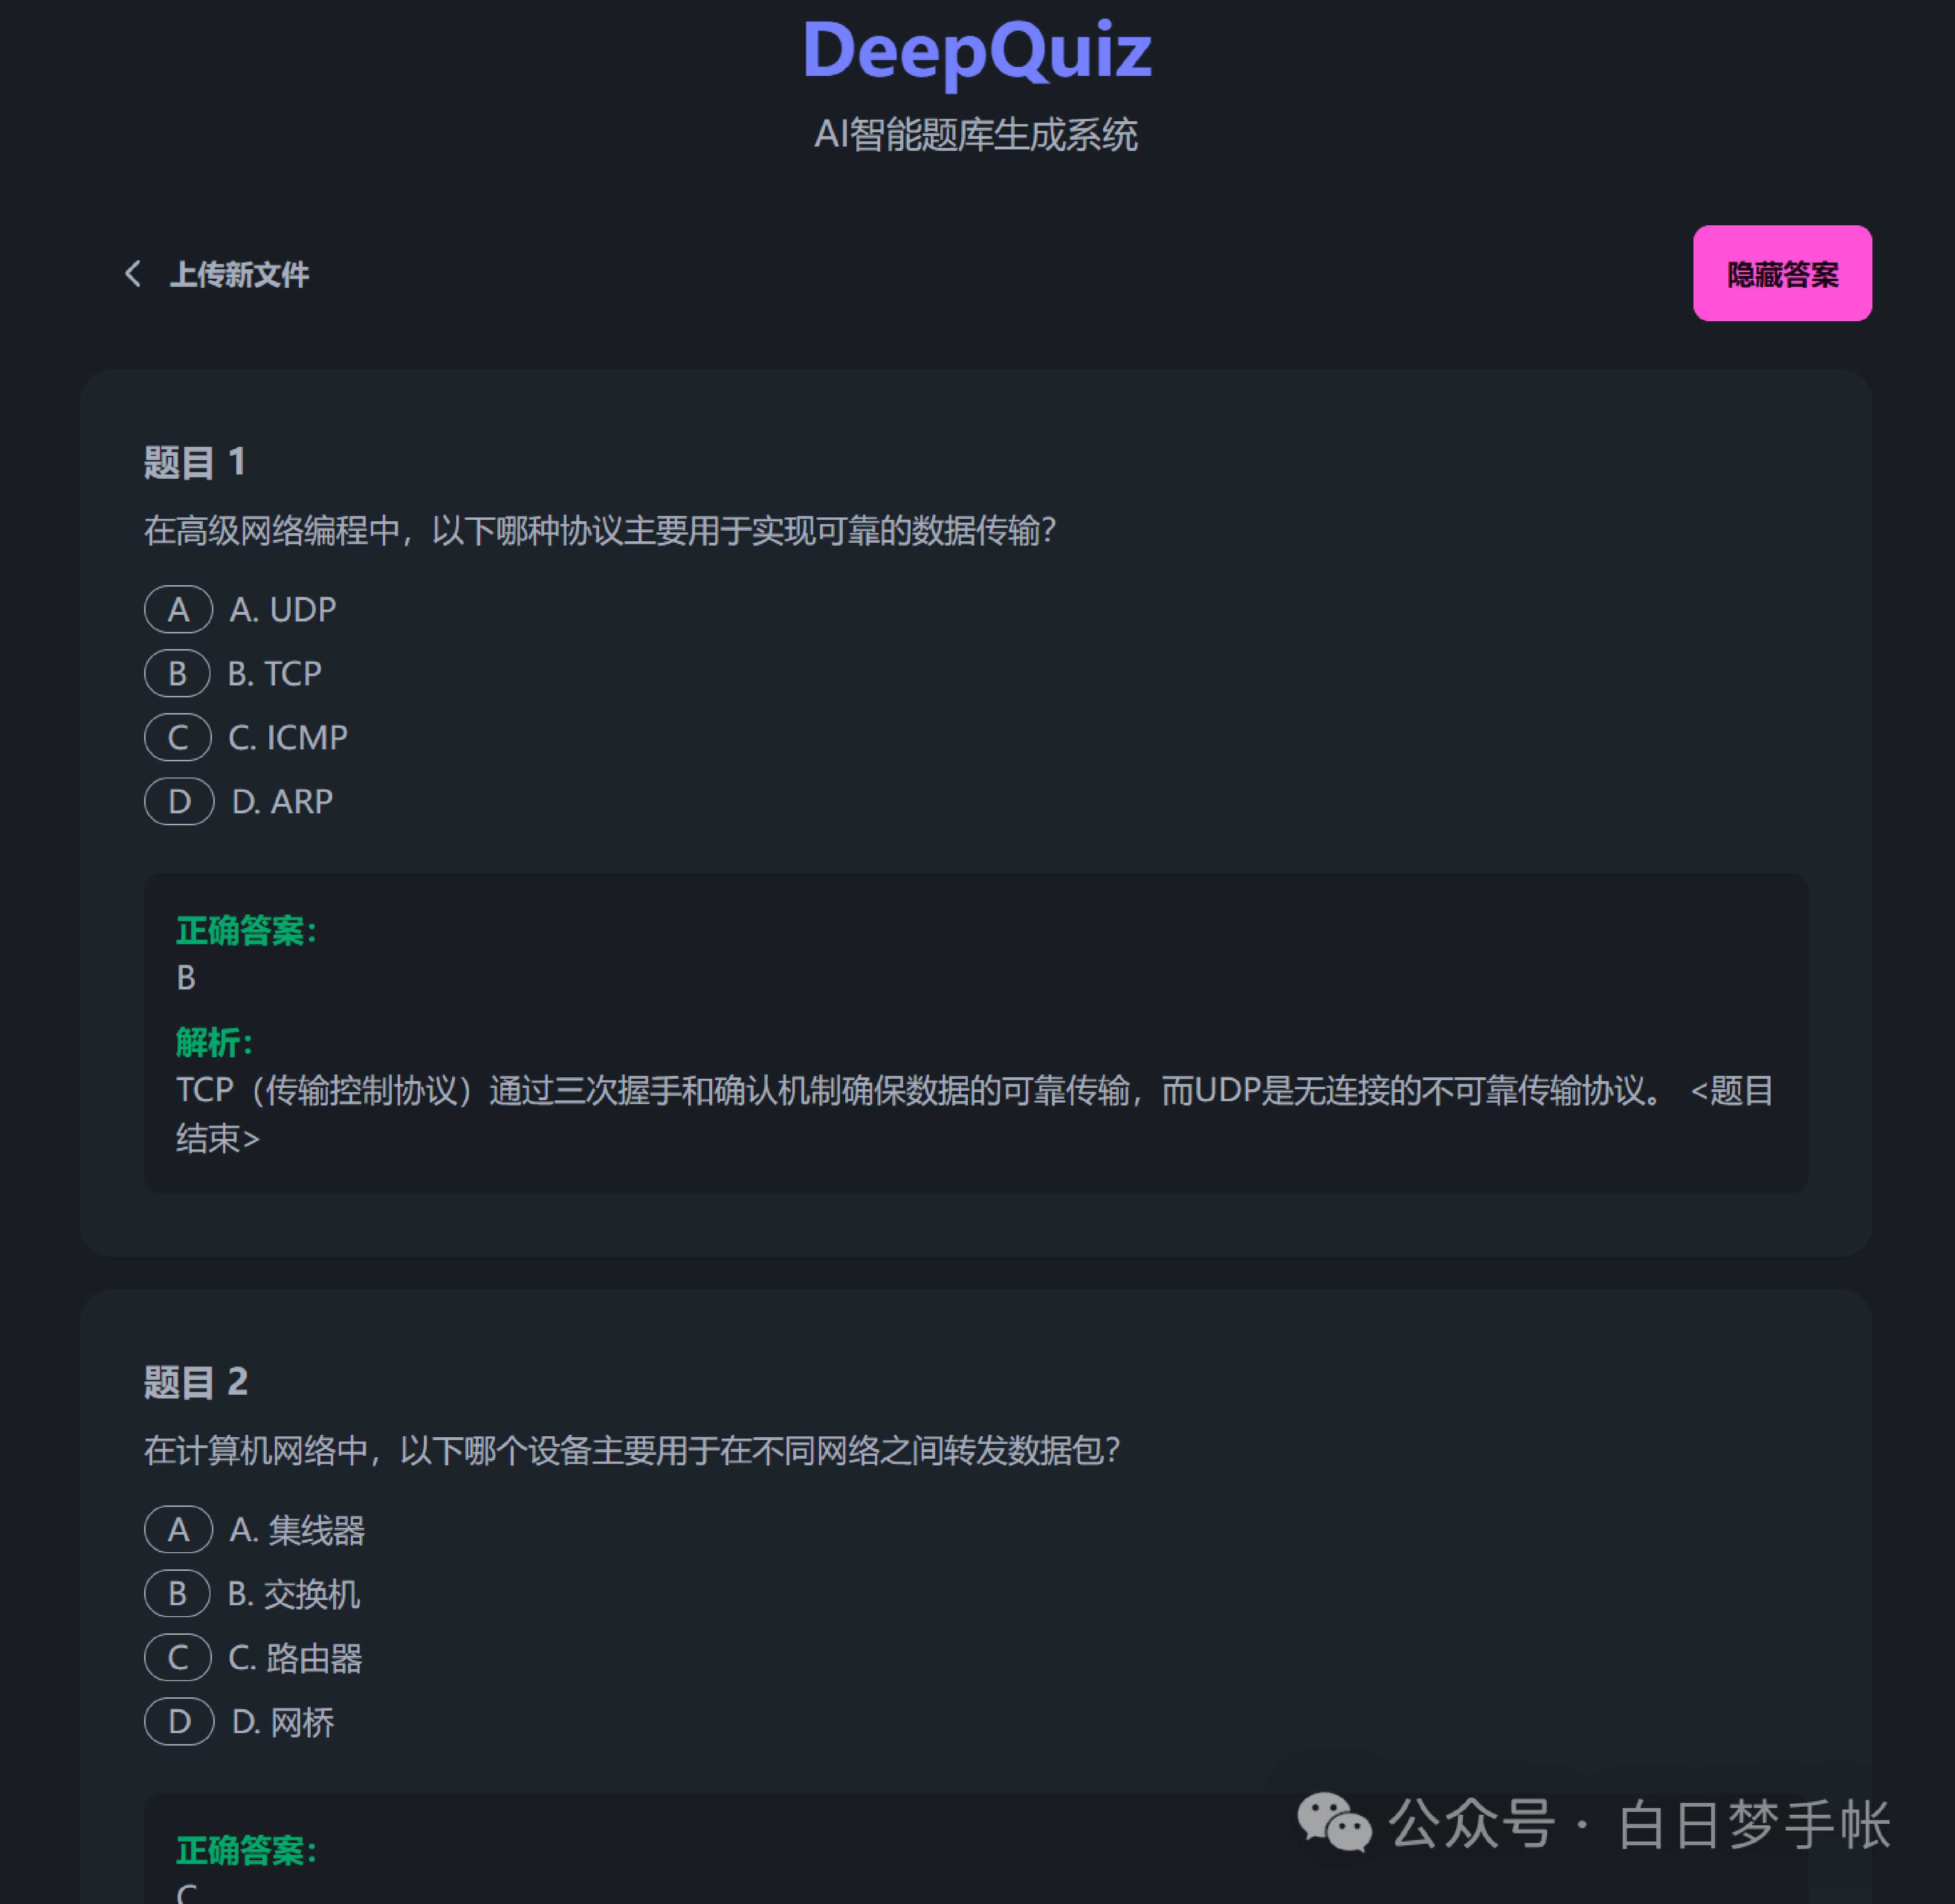 DeepQuiz
AI智能题库生成系统
上传新文件
隐藏答案
题目 1
在高级网络编程中，以下哪种协议主要用于实现可靠的数据传输？
A A. UDP
B B. TCP
C C. ICMP
D D. ARP
正确答案：
B
解析：
TCP（传输控制协议）通过三次握手和确认机制确保数据的可靠传输，而UDP是无连接的不可靠传输协议。 <题目
结束>
题目 2
在计算机网络中，以下哪个设备主要用于在不同网络之间转发数据包？
A A. 集线器
B B. 交换机
C C. 路由器
D D. 网桥
正确答案：
C
公众号 · 白日梦手帐